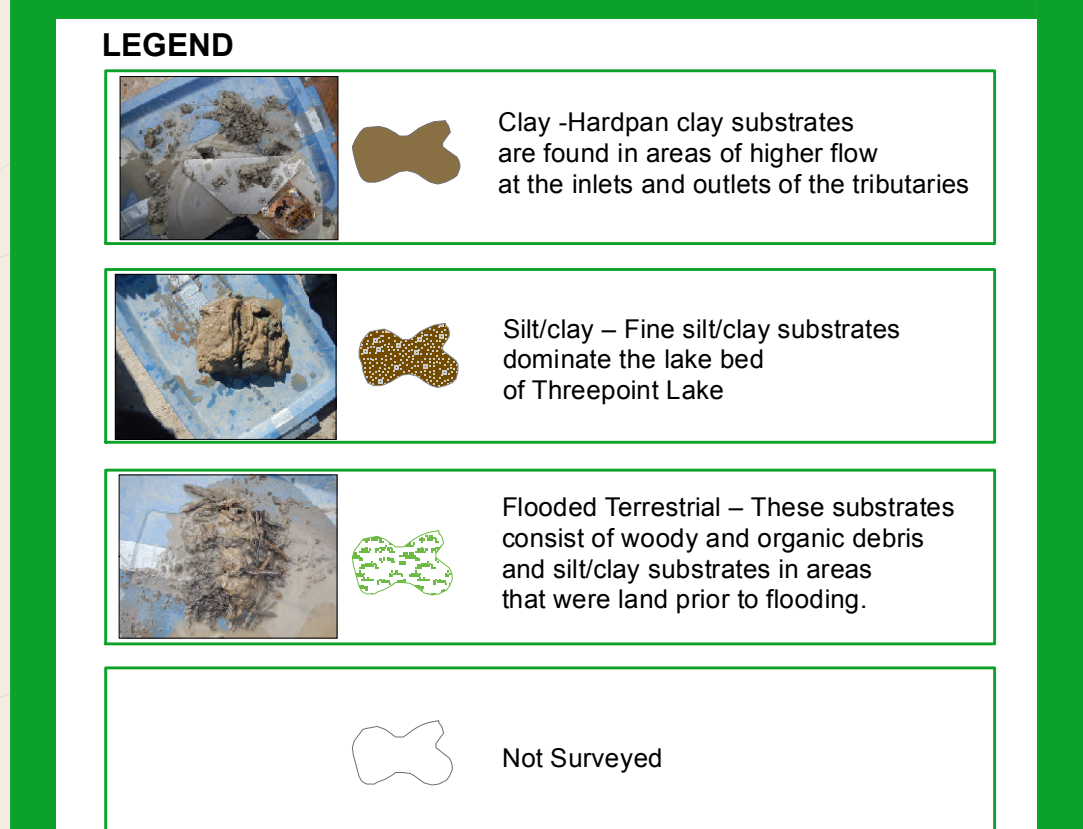 LEGEND
Clay -Hardpan clay substrates
are found in areas of higher flow
at the inlets and outlets of the tributaries
Silt/clay – Fine silt/clay substrates
dominate the lake bed
of Threepoint Lake
Flooded Terrestrial – These substrates
consist of woody and organic debris
and silt/clay substrates in areas
that were land prior to flooding.
Not Surveyed